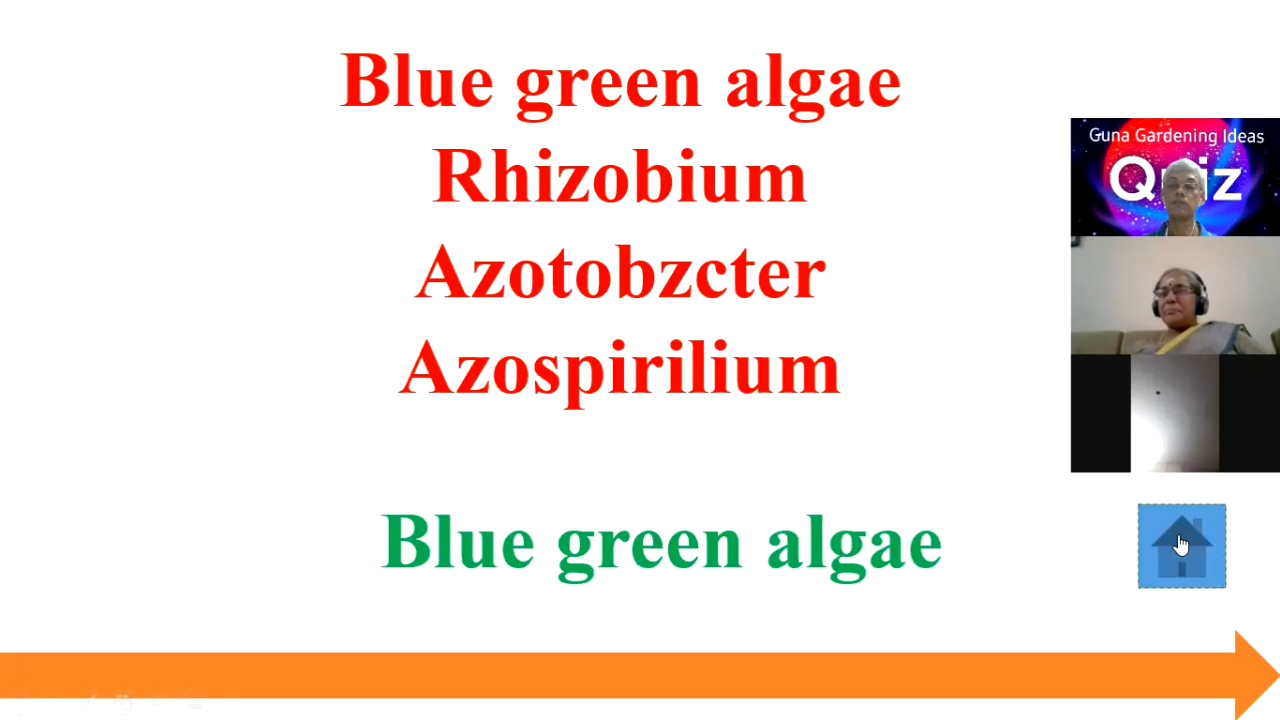 Blue green algae
Rhizobium
Azotobzcter
Azospirilium
Blue green algae
Guna Gardening Ideas
Quiz